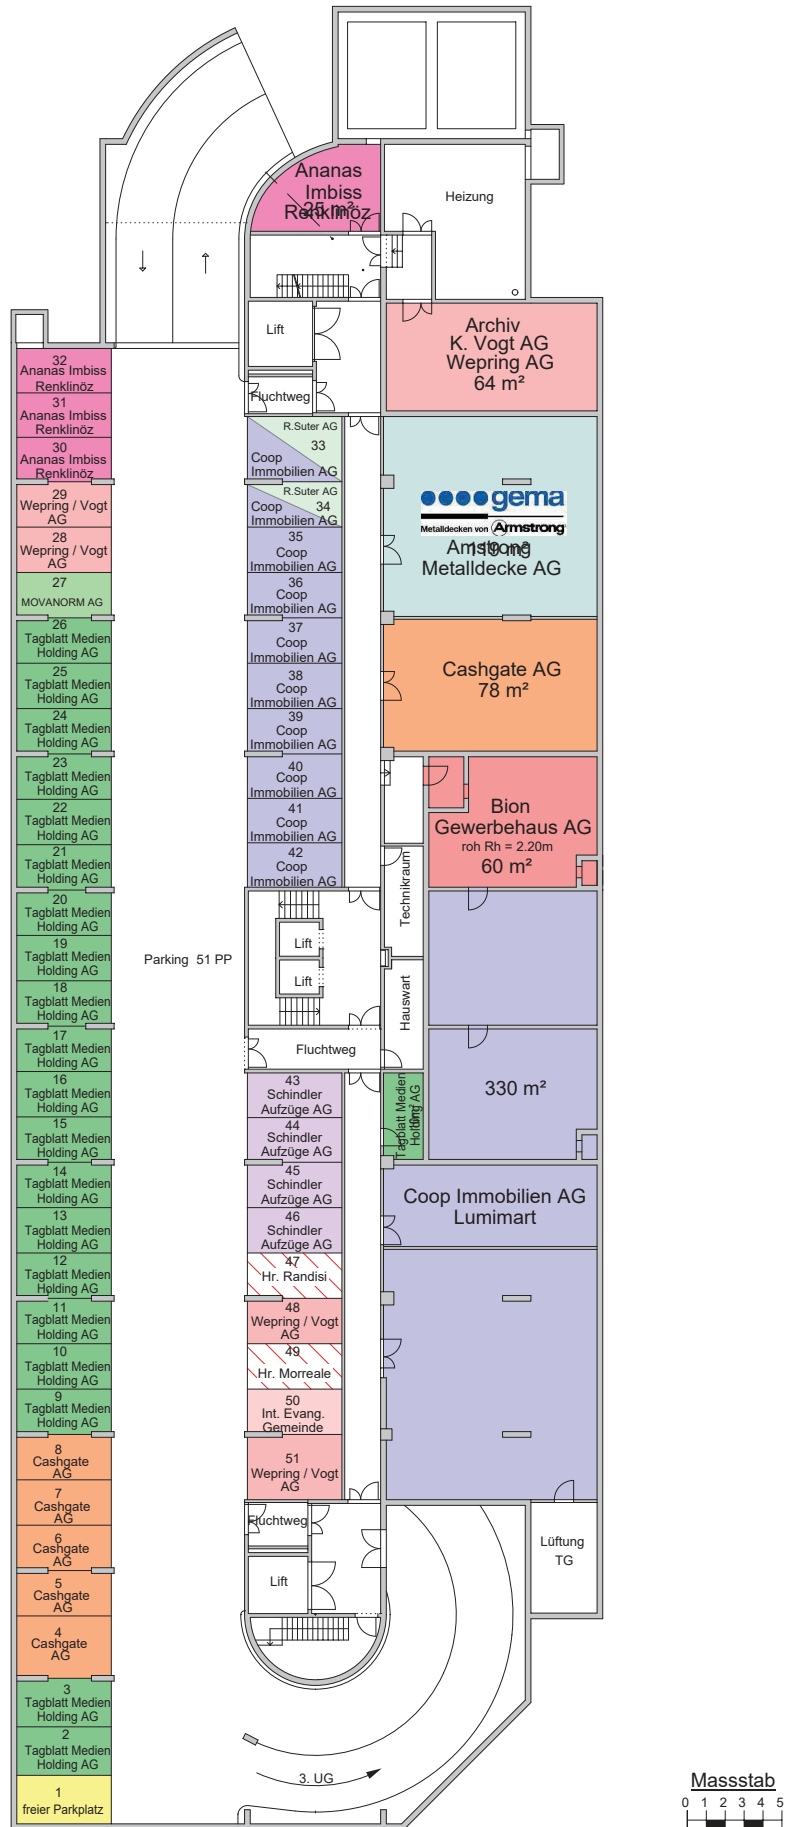 Ananas
Imbiss
Renklinöz
25 m²
Heizung
Lift
Fluchtweg
Archiv
K. Vogt AG
Wepring AG
64 m²
32
Ananas Imbiss
Renklinöz
31
Ananas Imbiss
Renklinöz
30
Ananas Imbiss
Renklinöz
29
Wepring / Vogt
AG
28
Wepring / Vogt
AG
27
MOVANORM AG
26
Tagblatt Medien
Holding AG
25
Tagblatt Medien
Holding AG
24
Tagblatt Medien
Holding AG
23
Tagblatt Medien
Holding AG
22
Tagblatt Medien
Holding AG
21
Tagblatt Medien
Holding AG
20
Tagblatt Medien
Holding AG
19
Tagblatt Medien
Holding AG
18
Tagblatt Medien
Holding AG
17
Tagblatt Medien
Holding AG
16
Tagblatt Medien
Holding AG
15
Tagblatt Medien
Holding AG
14
Tagblatt Medien
Holding AG
13
Tagblatt Medien
Holding AG
12
Tagblatt Medien
Holding AG
11
Tagblatt Medien
Holding AG
10
Tagblatt Medien
Holding AG
9
Tagblatt Medien
Holding AG
8
Cashgate
AG
7
Cashgate
AG
6
Cashgate
AG
5
Cashgate
AG
4
Cashgate
AG
3
Tagblatt Medien
Holding AG
2
Tagblatt Medien
Holding AG
1
freier Parkplatz
Parking 51 PP
R.Suter AG
33
Coop
Immobilien AG
R.Suter AG
34
Coop
Immobilien AG
35
Coop
Immobilien AG
36
Coop
Immobilien AG
37
Coop
Immobilien AG
38
Coop
Immobilien AG
39
Coop
Immobilien AG
40
Coop
Immobilien AG
41
Coop
Immobilien AG
42
Coop
Immobilien AG
Lift
Lift
Fluchtweg
43
Schindler
Aufzüge AG
44
Schindler
Aufzüge AG
45
Schindler
Aufzüge AG
46
Schindler
Aufzüge AG
47
Hr. Randisi
48
Wepring / Vogt
AG
49
Hr. Morreale
50
Int. Evang.
Gemeinde
51
Wepring / Vogt
AG
Fluchtweg
Lift
3. UG
gema
Metalldecken von Armstrong
Amstrong
119 m²
Metalldecke AG
Cashgate AG
78 m²
Bion
Gewerbehaus AG
roh Rh = 2.20m
60 m²
Technikraum
Hauswart
Tagblatt Medien
Holding AG
330 m²
Coop Immobilien AG
Lumimart
Lüftung
TG
Massstab
0 1 2 3 4 5